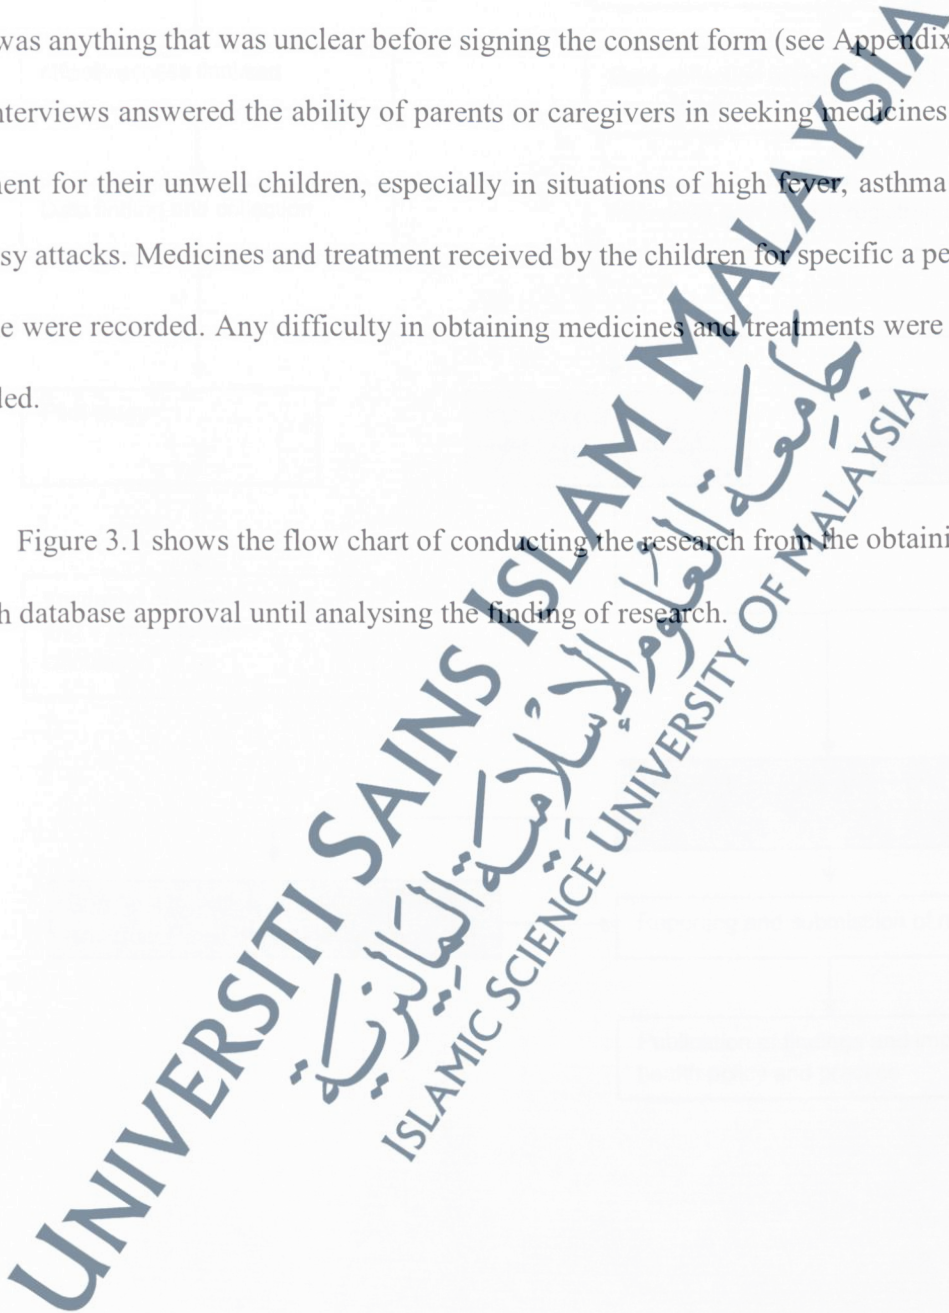 was anything that was unclear before signing the consent form (see Appendix
nterviews answered the ability of parents or caregivers in seeking medicines
ent for their unwell children, especially in situations of high fever, asthma
sy attacks. Medicines and treatment received by the children for specific a pe
e were recorded. Any difficulty in obtaining medicines and treatments were
led.
Figure 3.1 shows the flow chart of conducting the research from the obtaini
h database approval until analysing the finding of research.
UNIVERSITI SAINS ISLAM MALAYSIA
جامعة العلوم الإسلامية الماليزية
ISLAMIC SCIENCE UNIVERSITY OF MALAYSIA